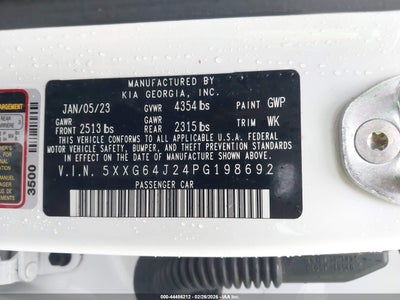 MANUFACTURED BY
KIA GEORGIA, INC.
JAN/05/23 GVWR 4354 lbs PAINT GWP
GAWR GAWR TRIM WK
FRONT 2513 lbs REAR 2315 lbs
THIS VEHICLE CONFORMS TO ALL APPLICABLE U.S.A. FEDERAL
MOTOR VEHICLE SAFETY, BUMPER, AND THEFT PREVENTION STANDARDS
IN EFFECT ON THE DATE OF MANUFACTURE SHOWN ABOVE.
V.I.N. 5XXG64J24PG198692
PASSENGER CAR
3500
000-44456212 - 02/26/2026 - IAA Inc.